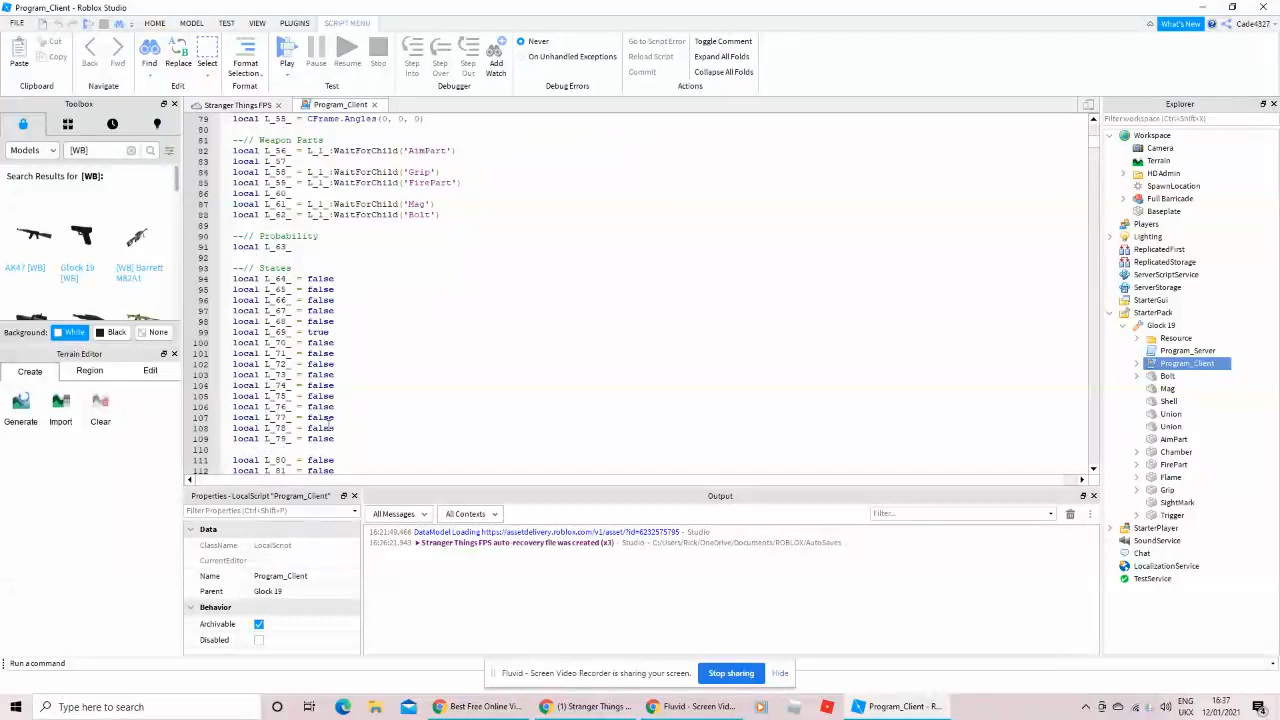 Program_Client - Roblox Studio
FILE HOME MODEL TEST VIEW PLUGINS SCRIPT MENU
What's New Cade4327
Paste Cut Copy Back Fwd Find Replace Select Format Selection Play Pause Resume Stop Step Into Step Over Step Out Add Watch
Never
On Unhandled Exceptions
Go to Script Error
Reload Script
Commit
Toggle Comment
Expand All Folds
Collapse All Folds
Clipboard Navigate Edit Format Test Debugger Debug Errors Actions
Toolbox
Models [WB]
Search Results for [WB]:
AK47 [WB]
Glock 19 [WB]
[WB] Barrett M82A1
Background: White Black None
Terrain Editor
Create Region Edit
Generate Import Clear
Stranger Things FPS Program_Client
79 local L_55_ = CFrame.Angles(0, 0, 0)
80
81 --// Weapon Parts
82 local L_56_ = L_1_:WaitForChild('AimPart')
83 local L_57_
84 local L_58_ = L_1_:WaitForChild('Grip')
85 local L_59_ = L_1_:WaitForChild('FirePart')
86 local L_60_
87 local L_61_ = L_1_:WaitForChild('Mag')
88 local L_62_ = L_1_:WaitForChild('Bolt')
89
90 --// Probability
91 local L_63_
92
93 --// States
94 local L_64_ = false
95 local L_65_ = false
96 local L_66_ = false
97 local L_67_ = false
98 local L_68_ = false
99 local L_69_ = true
100 local L_70_ = false
101 local L_71_ = false
102 local L_72_ = false
103 local L_73_ = false
104 local L_74_ = false
105 local L_75_ = false
106 local L_76_ = false
107 local L_77_ = false
108 local L_78_ = false
109 local L_79_ = false
110
111 local L_80_ = false
112 local L_81_ = false
Properties - LocalScript "Program_Client"
Filter Properties (Ctrl+Shift+P)
Data
ClassName LocalScript
CurrentEditor
Name Program_Client
Parent Glock 19
Behavior
Archivable
Disabled
Output
All Messages All Contexts Filter...
16:21:49.466 DataModel Loading https://assetdelivery.roblox.com/v1/asset/?id=6232575795 - Studio
16:26:21.943 Stranger Things FPS auto-recovery file was created (x3) - Studio - C:/Users/Rick/OneDrive/Documents/ROBLOX/AutoSaves
Explorer
Filter workspace (Ctrl+Shift+X)
Workspace
Camera
Terrain
HD Admin
SpawnLocation
Full Barricade
Baseplate
Players
Lighting
ReplicatedFirst
ReplicatedStorage
ServerScriptService
ServerStorage
StarterGui
StarterPack
Glock 19
Resource
Program_Server
Program_Client
Bolt
Mag
Shell
Union
Union
AimPart
Chamber
FirePart
Flame
Grip
SightMark
Trigger
StarterPlayer
SoundService
Chat
LocalizationService
TestService
Run a command
Fluvid - Screen Video Recorder is sharing your screen. Stop sharing Hide
Type here to search
Best Free Online Vi...
(1) Stranger Things ...
Fluvid - Screen Vid...
Program_Client - R...
ENG
UKX
16:37
12/01/2021